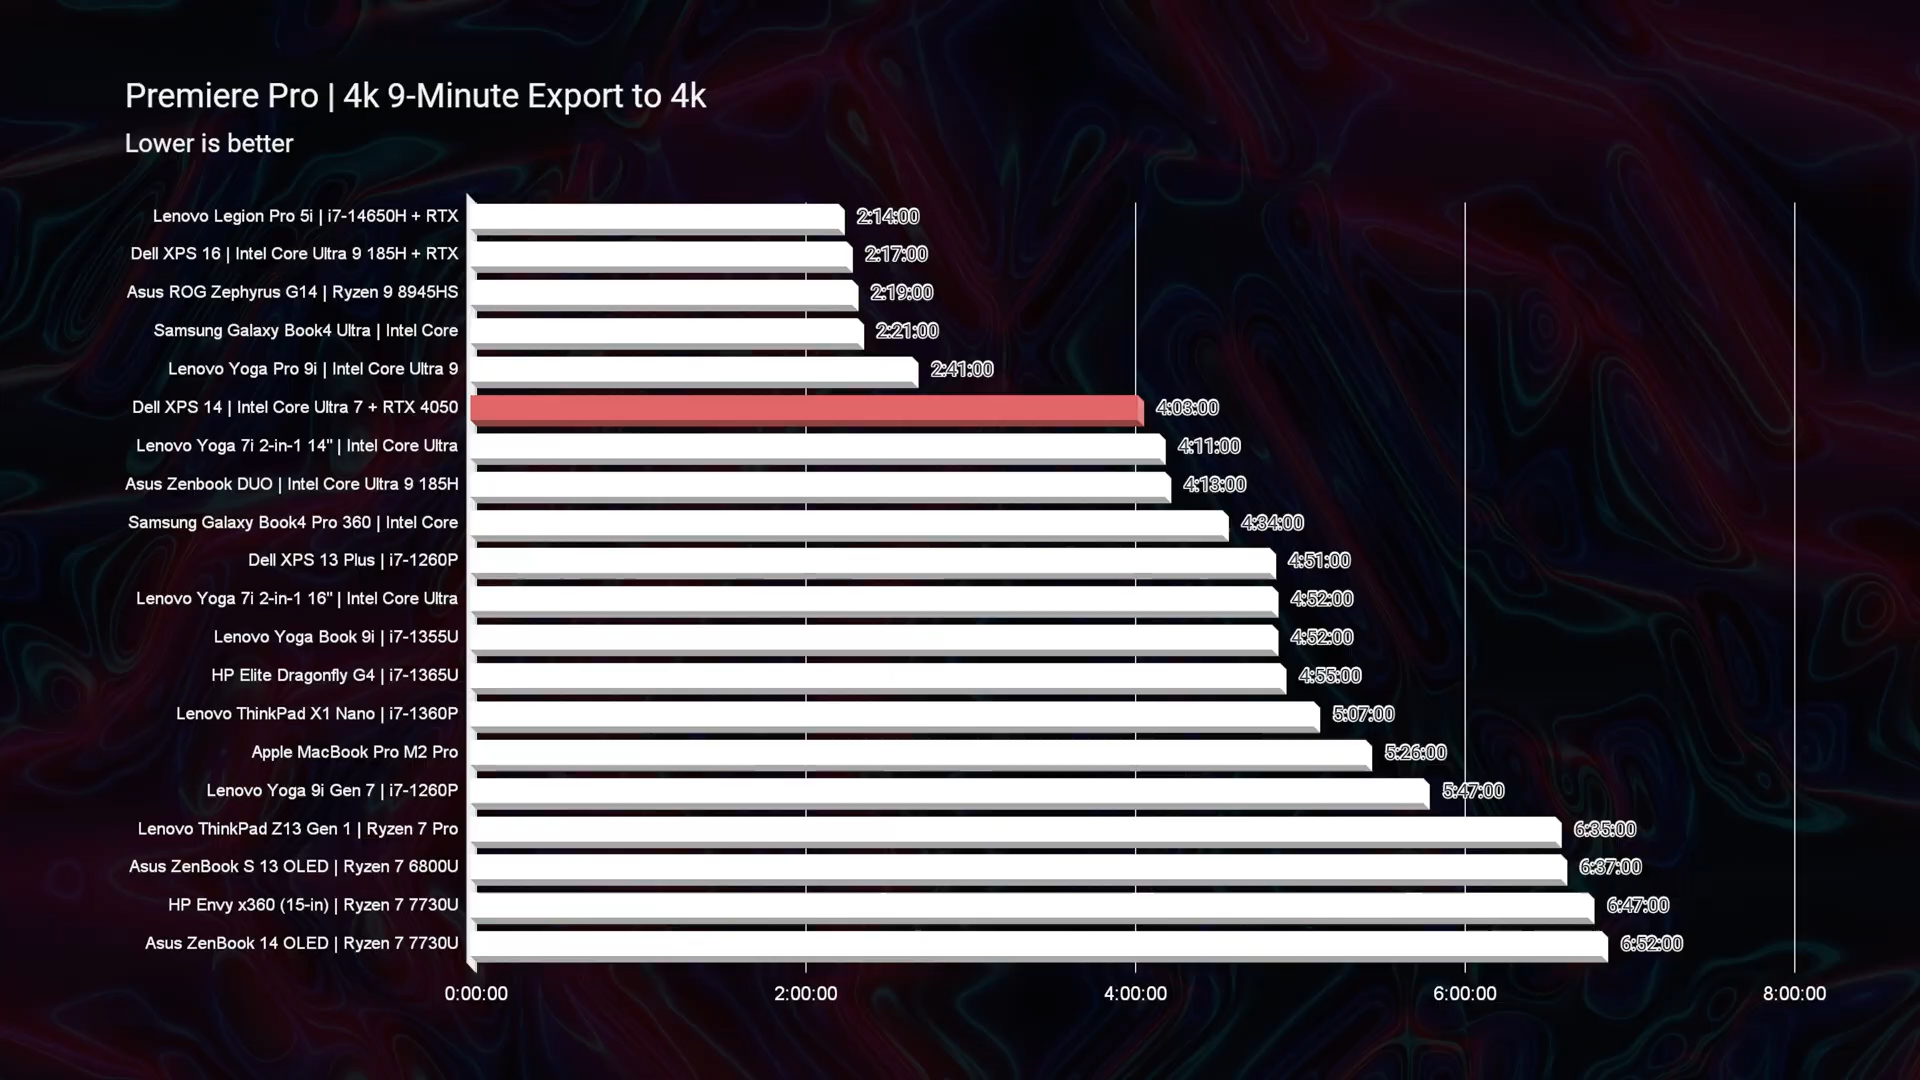 Premiere Pro | 4k 9-Minute Export to 4k
Lower is better
Lenovo Legion Pro 5i | i7-14650H + RTX 2:14:00
Dell XPS 16 | Intel Core Ultra 9 185H + RTX 2:17:00
Asus ROG Zephyrus G14 | Ryzen 9 8945HS 2:19:00
Samsung Galaxy Book4 Ultra | Intel Core 2:21:00
Lenovo Yoga Pro 9i | Intel Core Ultra 9 2:41:00
Dell XPS 14 | Intel Core Ultra 7 + RTX 4050 4:03:00
Lenovo Yoga 7i 2-in-1 14" | Intel Core Ultra 4:11:00
Asus Zenbook DUO | Intel Core Ultra 9 185H 4:13:00
Samsung Galaxy Book4 Pro 360 | Intel Core 4:34:00
Dell XPS 13 Plus | i7-1260P 4:51:00
Lenovo Yoga 7i 2-in-1 16" | Intel Core Ultra 4:52:00
Lenovo Yoga Book 9i | i7-1355U 4:52:00
HP Elite Dragonfly G4 | i7-1365U 4:55:00
Lenovo ThinkPad X1 Nano | i7-1360P 5:07:00
Apple MacBook Pro M2 Pro 5:26:00
Lenovo Yoga 9i Gen 7 | i7-1260P 5:47:00
Lenovo ThinkPad Z13 Gen 1 | Ryzen 7 Pro 6:35:00
Asus ZenBook S 13 OLED | Ryzen 7 6800U 6:37:00
HP Envy x360 (15-in) | Ryzen 7 7730U 6:47:00
Asus ZenBook 14 OLED | Ryzen 7 7730U 6:52:00
0:00:00 2:00:00 4:00:00 6:00:00 8:00:00